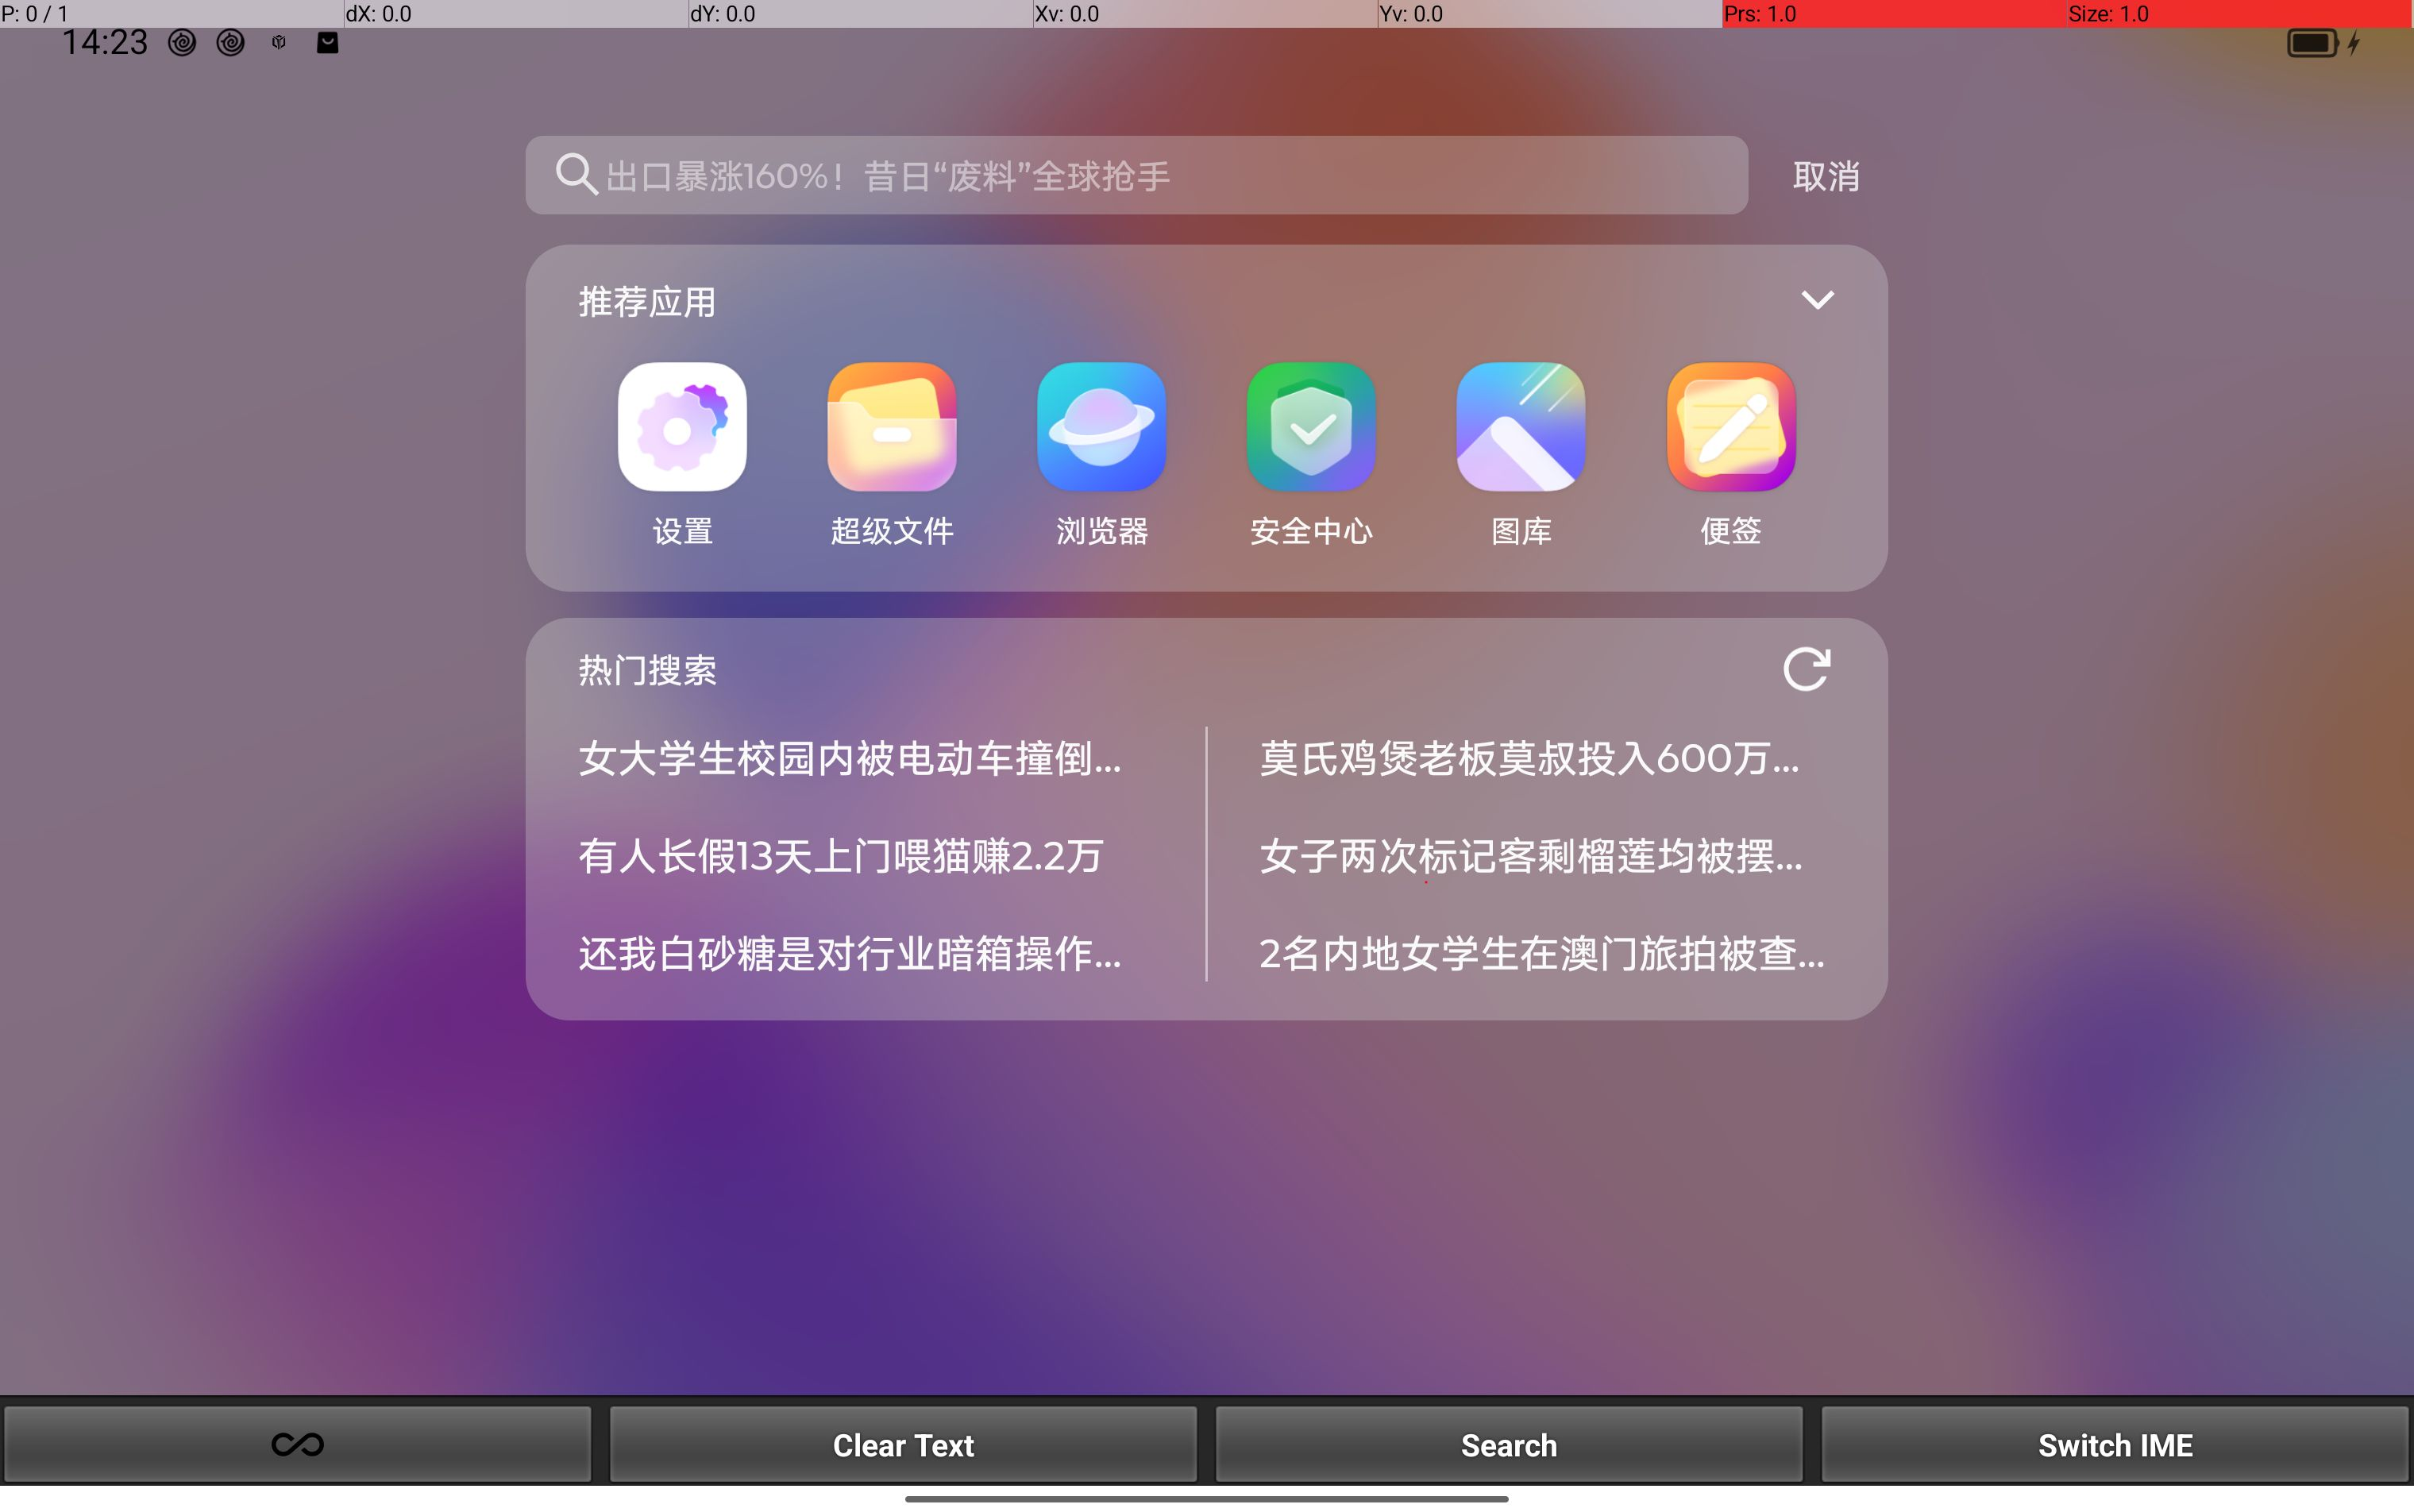 P: 0 / 1 dX: 0.0 dY: 0.0 Xv: 0.0 Yv: 0.0 Prs: 1.0 Size: 1.0
14:23
出口暴涨160%！昔日“废料”全球抢手 取消
推荐应用
设置 超级文件 浏览器 安全中心 图库 便签
热门搜索
女大学生校园内被电动车撞倒... 莫氏鸡煲老板莫叔投入600万...
有人长假13天上门喂猫赚2.2万 女子两次标记客剩榴莲均被摆...
还我白砂糖是对行业暗箱操作... 2名内地女学生在澳门旅拍被查...
Clear Text Search Switch IME